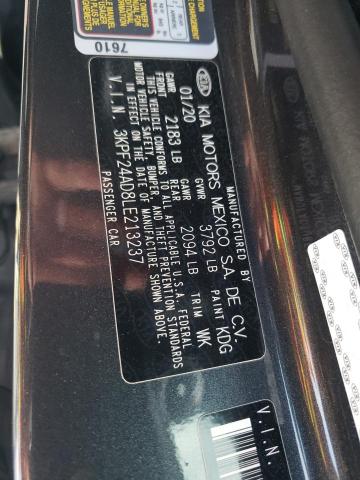 KIA KIA MOTORS MEXICO S.A. DE C.V.
01/20 GVWR 3792 LB PAINT KDG
GAWR FRONT 2183 LB GAWR REAR 2094 LB TRIM WK
THIS VEHICLE CONFORMS TO ALL APPLICABLE U.S.A. FEDERAL
MOTOR VEHICLE SAFETY, BUMPER AND THEFT PREVENTION STANDARDS
IN EFFECT ON THE DATE OF MANUFACTURE SHOWN ABOVE.
V.I.N. 3KPF24AD8LE213237
PASSENGER CAR
7610
V.I.N.